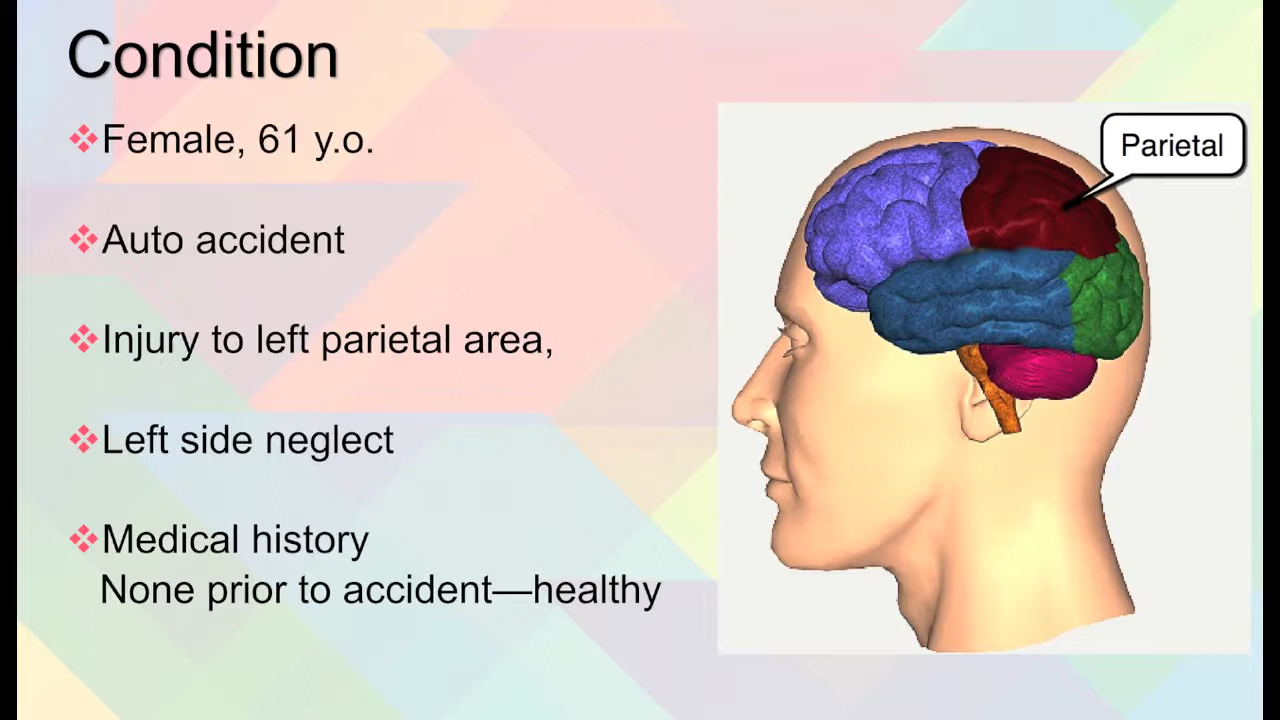 Condition
❖Female, 61 y.o.
❖Auto accident
❖Injury to left parietal area,
❖Left side neglect
❖Medical history
None prior to accident—healthy
Parietal